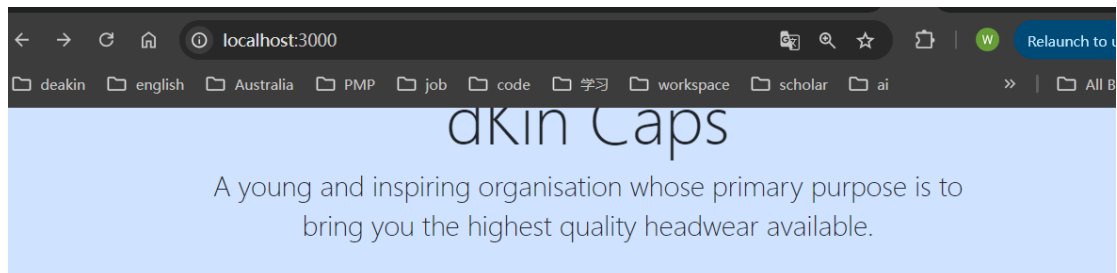 localhost:3000
W
Relaunch to u
deakin english Australia PMP job code 学习 workspace scholar ai » All B
dKin Caps
A young and inspiring organisation whose primary purpose is to
bring you the highest quality headwear available.